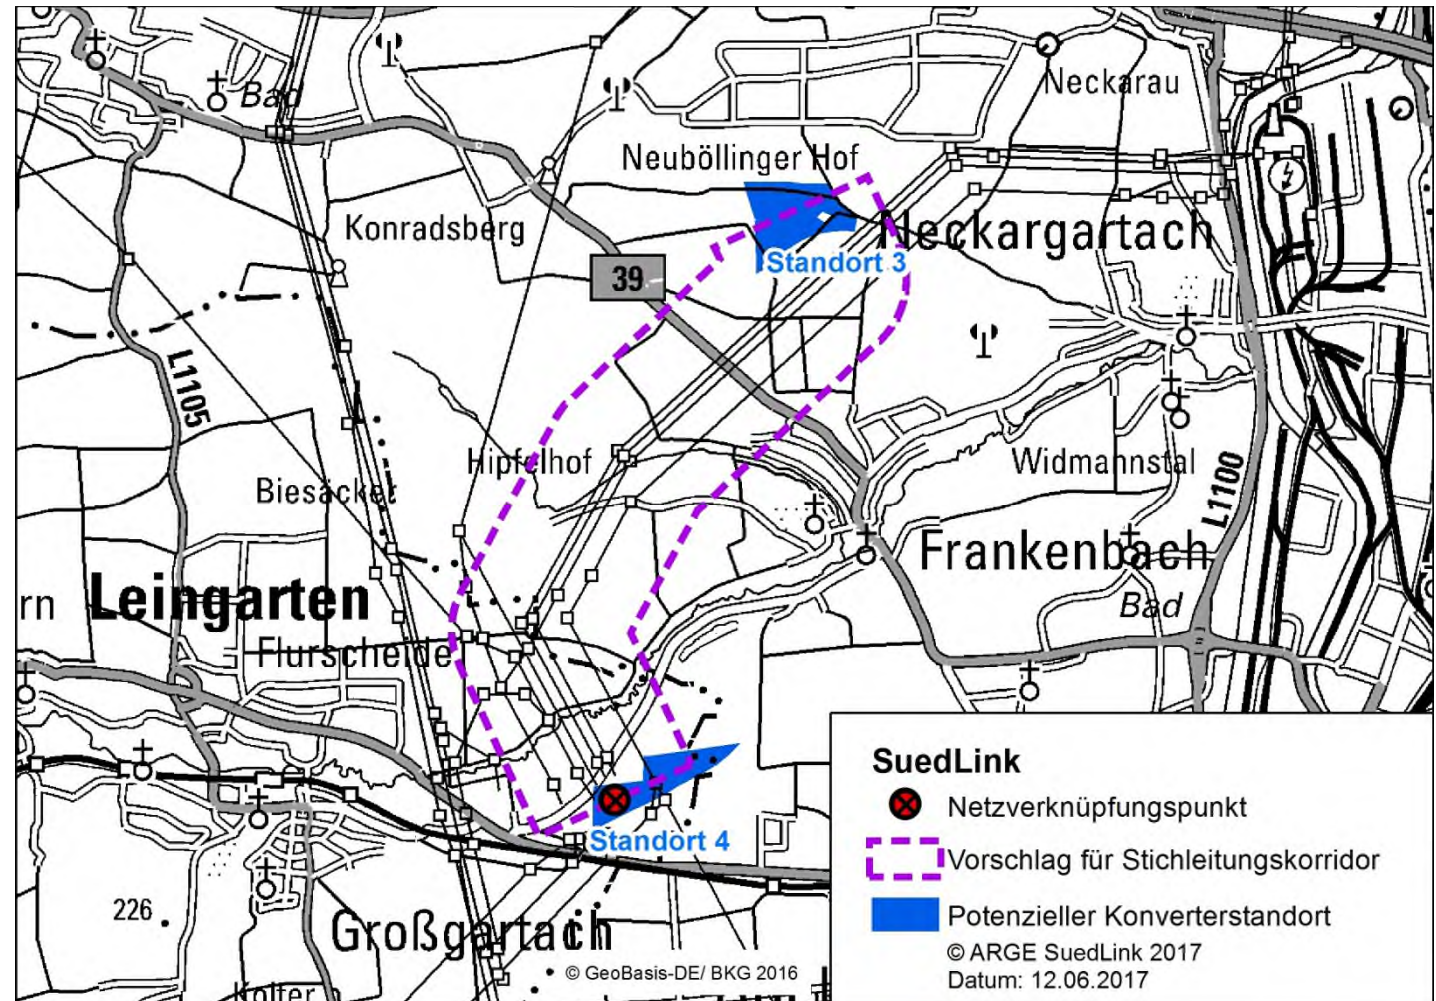 Bad
Neckarau
Neuböllinger Hof
Konradsberg
Neckargartach
Standort 3
39
L1105
Hipfelhof
Biesäcker
Widmannstal
L1100
Frankenbach
rn
Leingarten
Bad
Flurscheide
Standort 4
226
Großgartach
© GeoBasis-DE/ BKG 2016
SuedLink
Netzverknüpfungspunkt
Vorschlag für Stichleitungskorridor
Potenzieller Konverterstandort
© ARGE SuedLink 2017
Datum: 12.06.2017